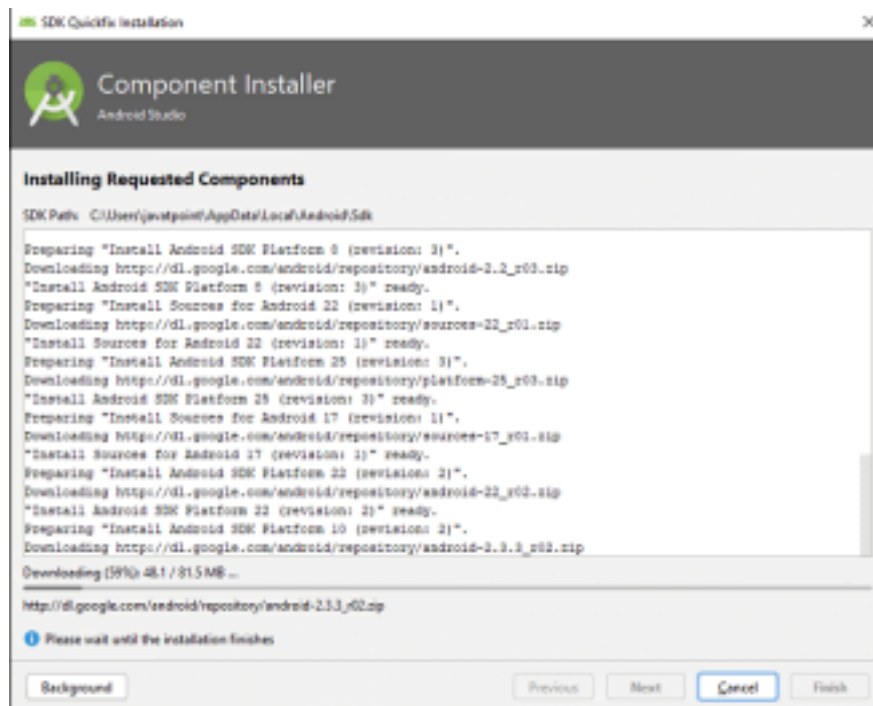 SDK Quickfix Installation
Component Installer
Android Studio
Installing Requested Components
SDK Path: C:\Users\javatpoint\AppData\Local\Android\Sdk
Preparing "Install Android SDK Platform 8 (revision: 3)".
Downloading http://dl.google.com/android/repository/android-2.2_r03.zip
"Install Android SDK Platform 8 (revision: 3)" ready.
Preparing "Install Sources for Android 22 (revision: 1)".
Downloading http://dl.google.com/android/repository/sources-22_r01.zip
"Install Sources for Android 22 (revision: 1)" ready.
Preparing "Install Android SDK Platform 25 (revision: 3)".
Downloading http://dl.google.com/android/repository/platform-25_r03.zip
"Install Android SDK Platform 25 (revision: 3)" ready.
Preparing "Install Sources for Android 17 (revision: 1)".
Downloading http://dl.google.com/android/repository/sources-17_r01.zip
"Install Sources for Android 17 (revision: 1)" ready.
Preparing "Install Android SDK Platform 22 (revision: 2)".
Downloading http://dl.google.com/android/repository/android-22_r02.zip
"Install Android SDK Platform 22 (revision: 2)" ready.
Preparing "Install Android SDK Platform 10 (revision: 2)".
Downloading http://dl.google.com/android/repository/android-2.3.3_r02.zip
Downloading (59%): 48.1 / 81.5 MB ...
http://dl.google.com/android/repository/android-2.3.3_r02.zip
Please wait until the installation finishes
Background
Previous
Next
Cancel
Finish